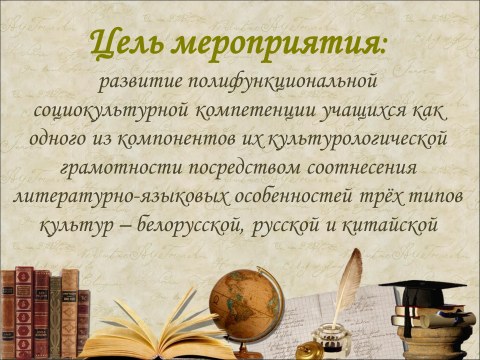 Цель мероприятия:
развитие полифункциональной
социокультурной компетенции учащихся как
одного из компонентов их культурологической
грамотности посредством соотнесения
литературно-языковых особенностей трёх типов
культур – белорусской, русской и китайской